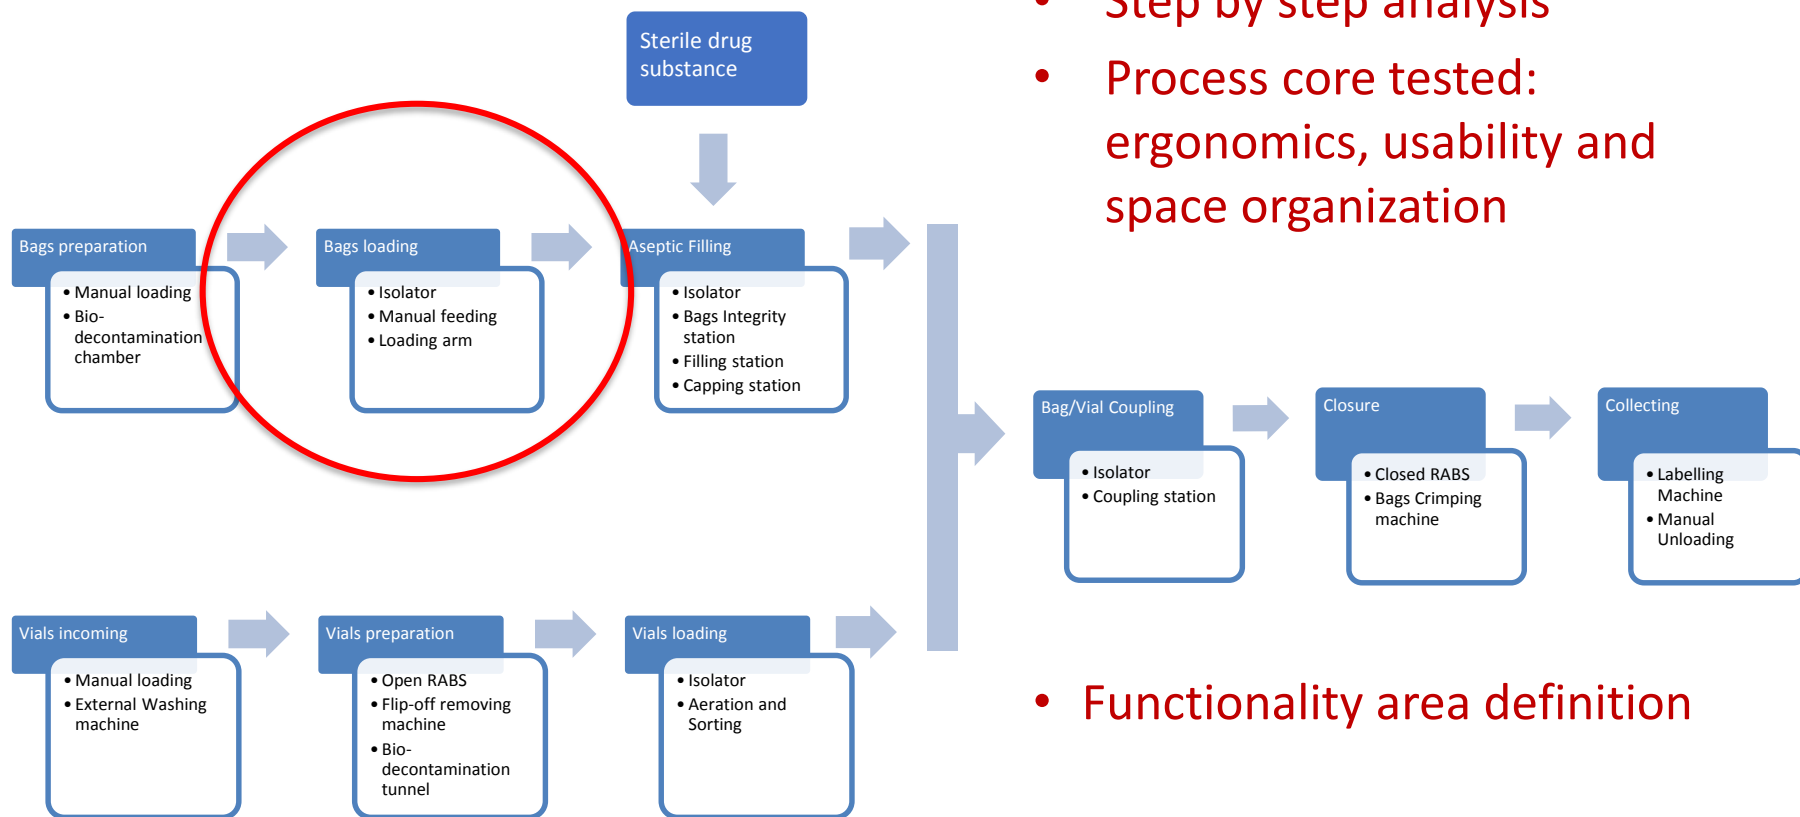 • Step by step analysis
• Process core tested:
ergonomics, usability and
space organization
Sterile drug
substance
Bags preparation
• Manual loading
• Bio-
decontamination
chamber
Bags loading
• Isolator
• Manual feeding
• Loading arm
Aseptic Filling
• Isolator
• Bags Integrity
station
• Filling station
• Capping station
Bag/Vial Coupling
• Isolator
• Coupling station
Closure
• Closed RABS
• Bags Crimping
machine
Collecting
• Labelling
Machine
• Manual
Unloading
Vials incoming
• Manual loading
• External Washing
machine
Vials preparation
• Open RABS
• Flip-off removing
machine
• Bio-
decontamination
tunnel
Vials loading
• Isolator
• Aeration and
Sorting
• Functionality area definition